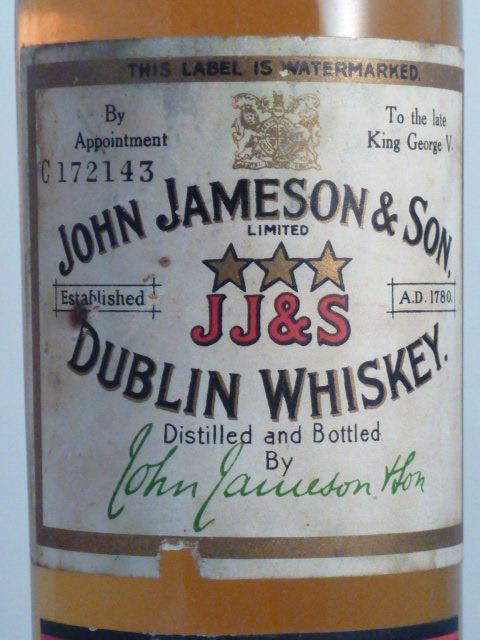 THIS LABEL IS WATERMARKED.
By
Appointment
To the late
King George V.
C 172143
JOHN JAMESON & SON,
LIMITED
Established
A.D. 1780.
JJ&S
DUBLIN WHISKEY.
Distilled and Bottled
By
John Jameson & Son